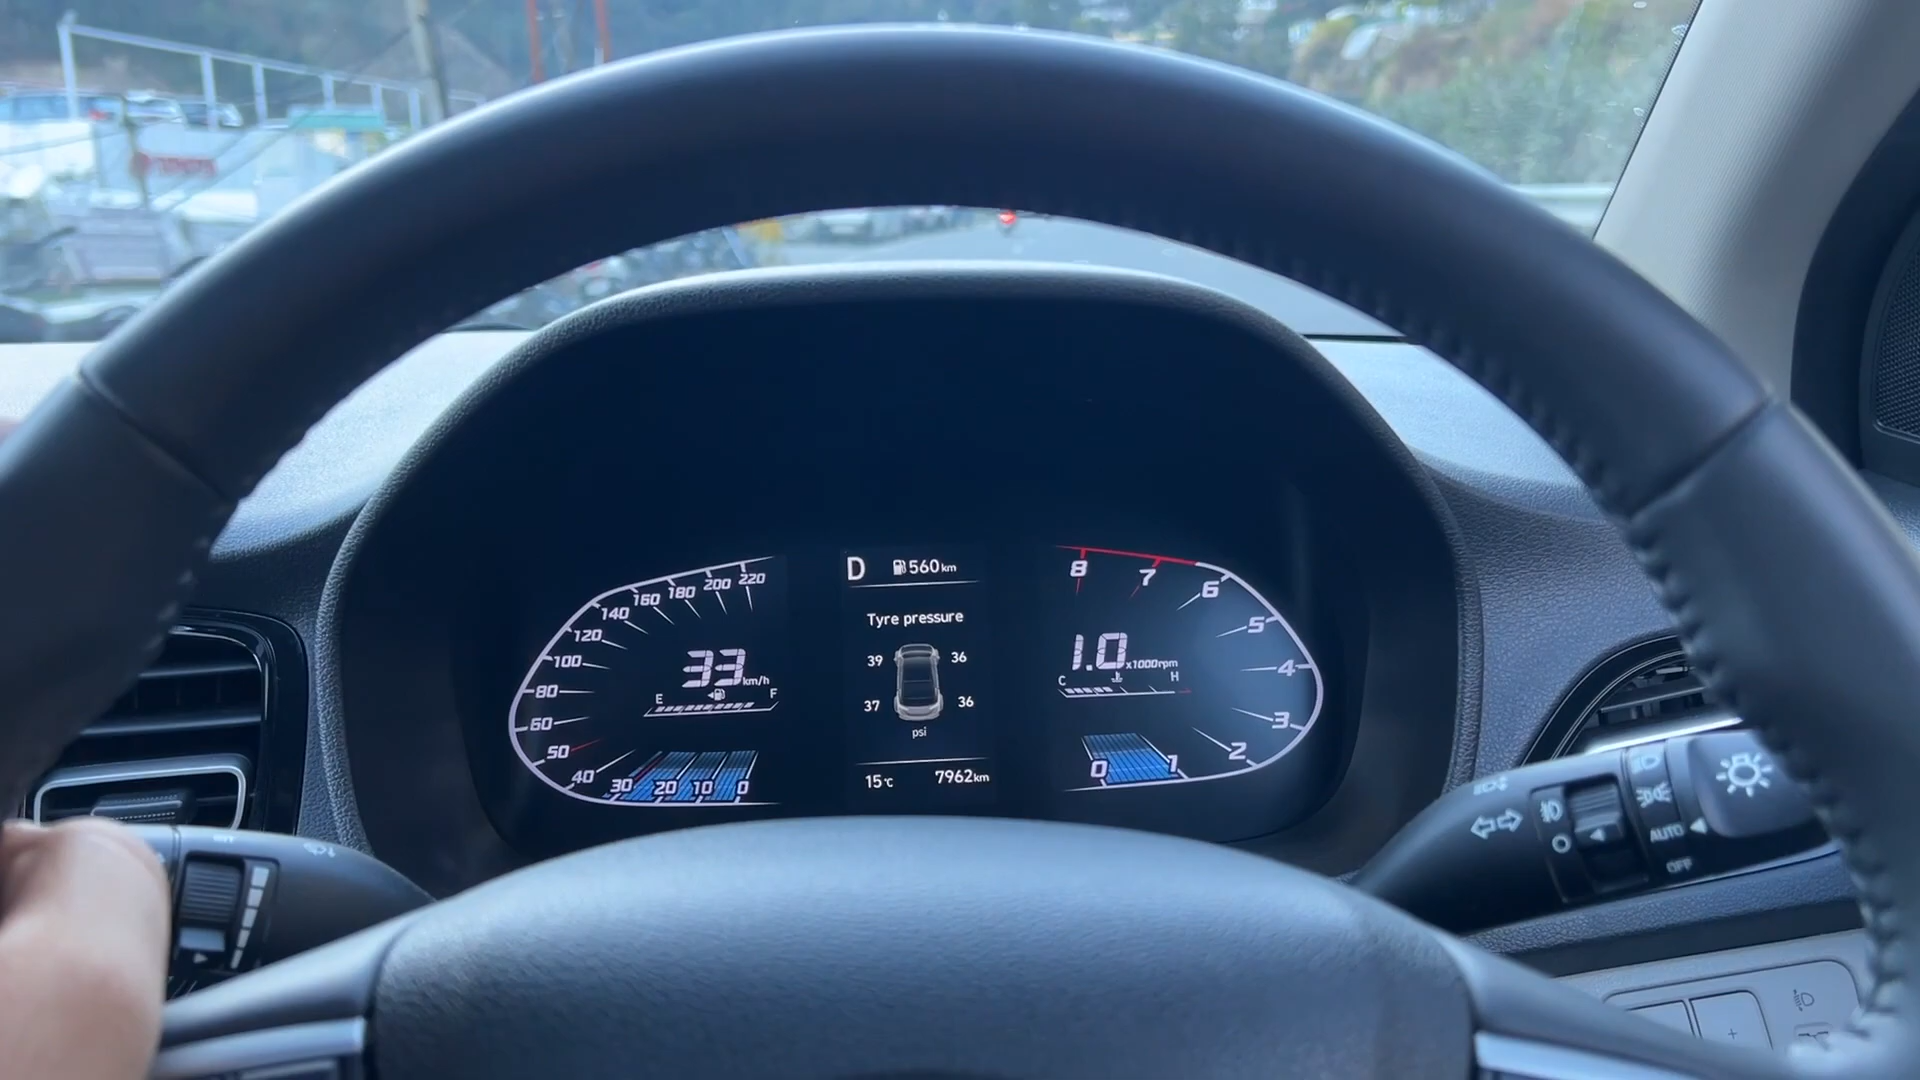 D 560km
Tyre pressure
39 36
37 36
psi
15°C 7962km
220
200
180
160
140
120
100
80
60
50
40
30 20 10 0
33 km/h
E F
8 7 6
5
4
3
2
1
0
1.0 x1000rpm
C H
AUTO
OFF